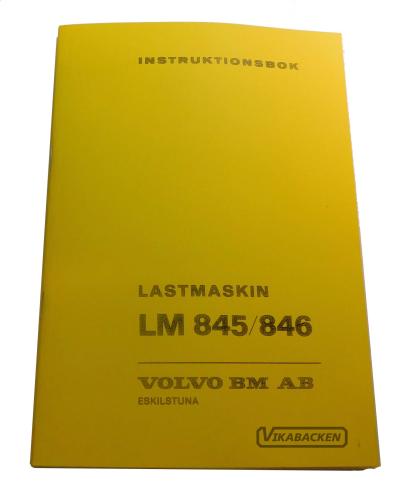 INSTRUKTIONSBOK
LASTMASKIN
LM 845/846
VOLVO BM AB
ESKILSTUNA
VIKABACKEN